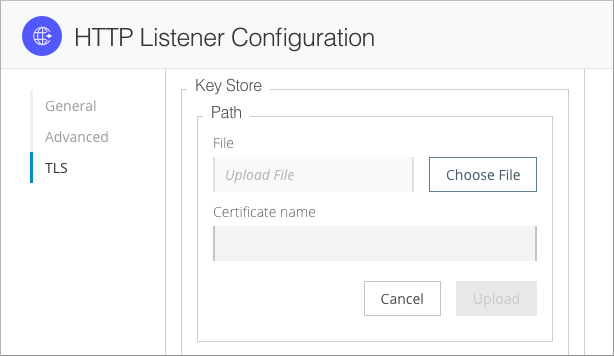 HTTP Listener Configuration
General
Advanced
TLS
Key Store
Path
File
Upload File
Choose File
Certificate name
Cancel
Upload